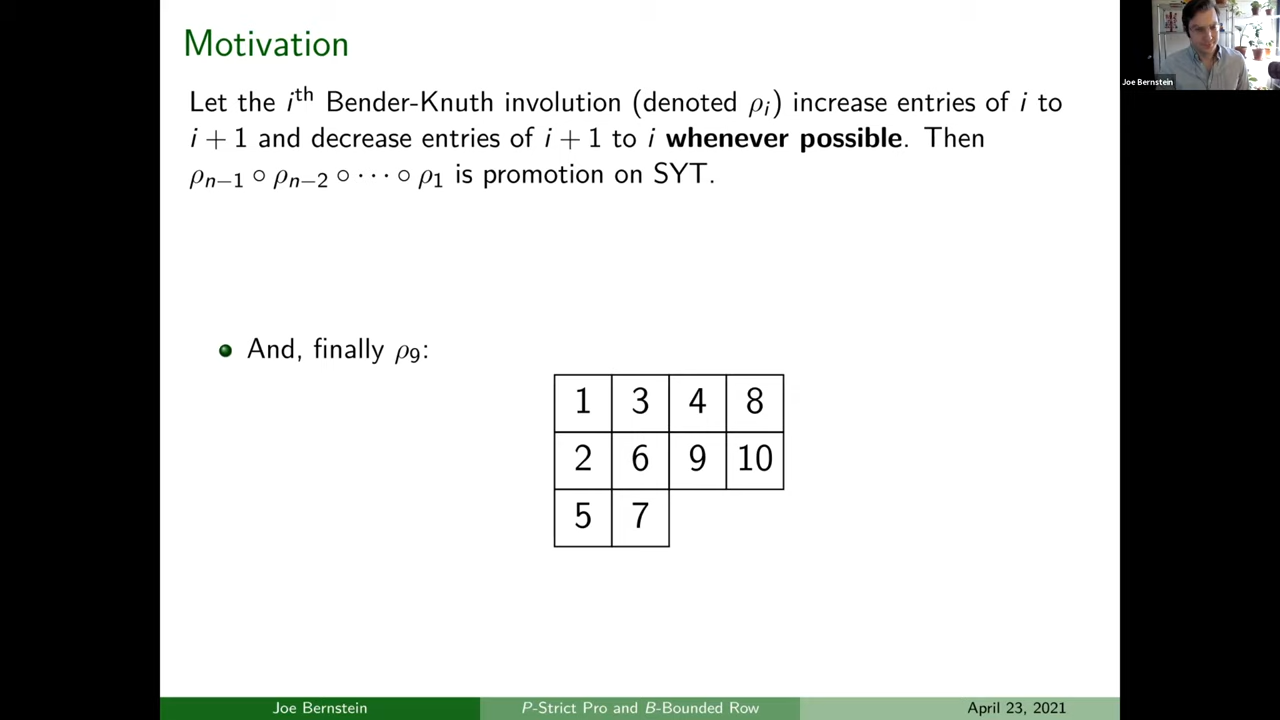 Motivation
Joe Bernstein
Let the i^th Bender-Knuth involution (denoted ρ_i) increase entries of i to
i + 1 and decrease entries of i + 1 to i whenever possible. Then
ρ_{n−1} ∘ ρ_{n−2} ∘ ⋯ ∘ ρ_1 is promotion on SYT.
And, finally ρ_9:
1 3 4 8
2 6 9 10
5 7
Joe Bernstein P-Strict Pro and B-Bounded Row April 23, 2021